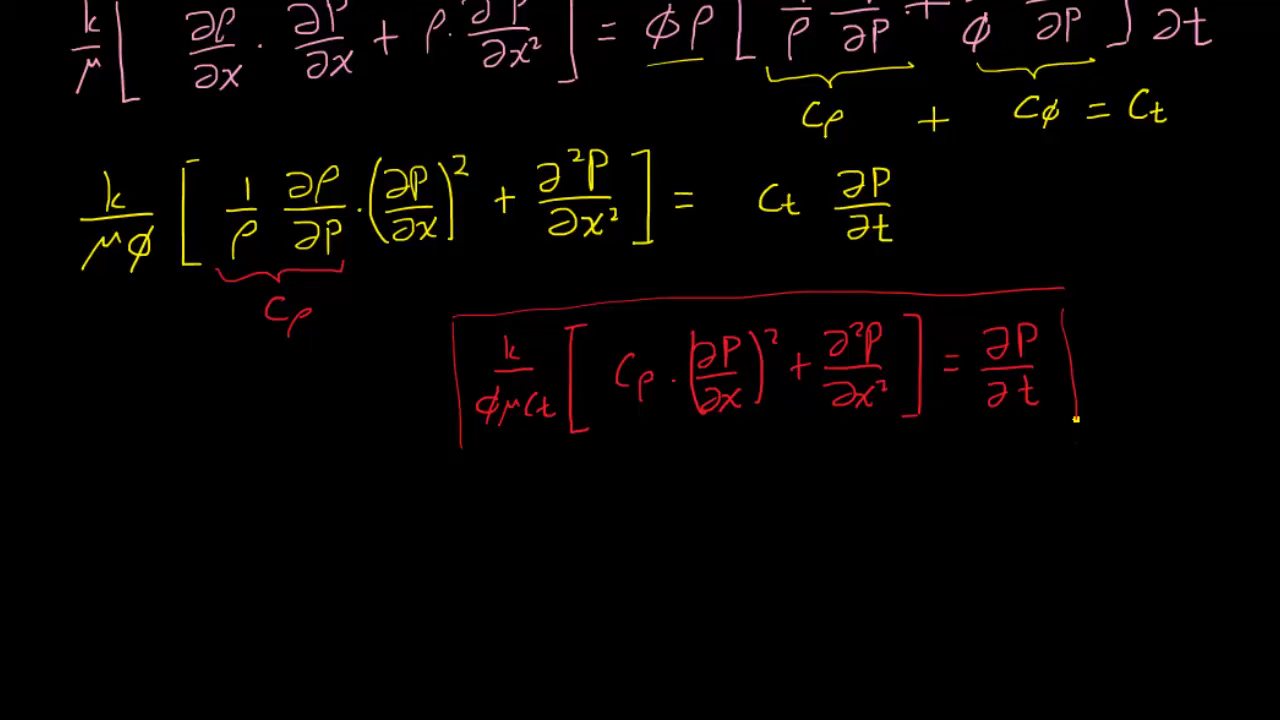 k/μ [ ∂ρ/∂x · ∂P/∂x + ρ · ∂²P/∂x² ] = ϕρ [ 1/ρ ∂ρ/∂P + 1/ϕ ∂ϕ/∂P ] ∂t
Cρ + Cϕ = Ct
k/μϕ [ 1/ρ ∂ρ/∂P · (∂P/∂x)² + ∂²P/∂x² ] = Ct ∂P/∂t
Cρ
k/ϕμCt [ Cρ · (∂P/∂x)² + ∂²P/∂x² ] = ∂P/∂t